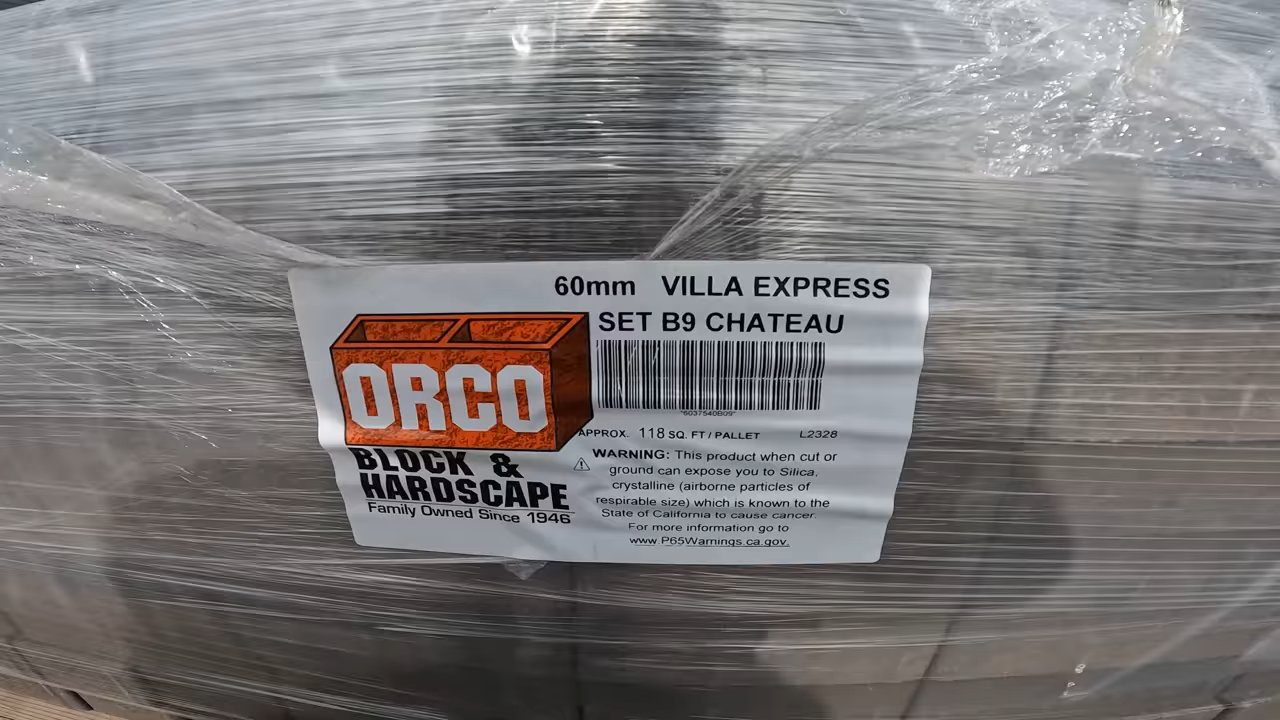 60mm VILLA EXPRESS
SET B9 CHATEAU
ORCO
BLOCK &
HARDSCAPE
Family Owned Since 1946
*6037540B09*
APPROX. 118 SQ. FT / PALLET L2328
WARNING: This product when cut or
ground can expose you to Silica,
crystalline (airborne particles of
respirable size) which is known to the
State of California to cause cancer.
For more information go to
www.P65Warnings.ca.gov.